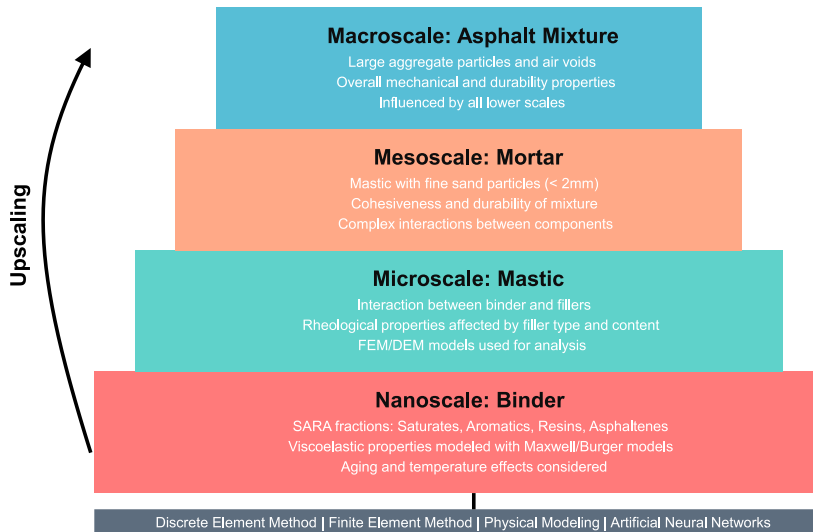 Macroscale: Asphalt Mixture
Large aggregate particles and air voids
Overall mechanical and durability properties
Influenced by all lower scales
Mesoscale: Mortar
Mastic with fine sand particles (< 2mm)
Cohesiveness and durability of mixture
Complex interactions between components
Microscale: Mastic
Interaction between binder and fillers
Rheological properties affected by filler type and content
FEM/DEM models used for analysis
Nanoscale: Binder
SARA fractions: Saturates, Aromatics, Resins, Asphaltenes
Viscoelastic properties modeled with Maxwell/Burger models
Aging and temperature effects considered
Discrete Element Method | Finite Element Method | Physical Modeling | Artificial Neural Networks
Upscaling